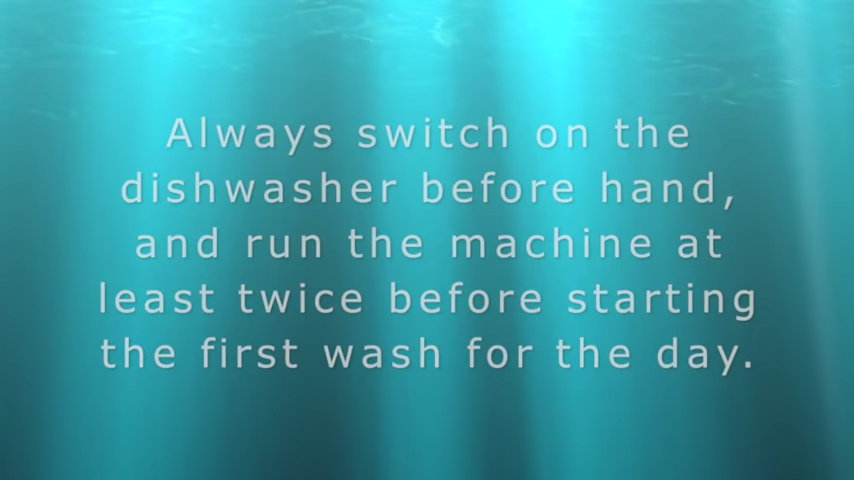 Always switch on the
dishwasher before hand,
and run the machine at
least twice before starting
the first wash for the day.